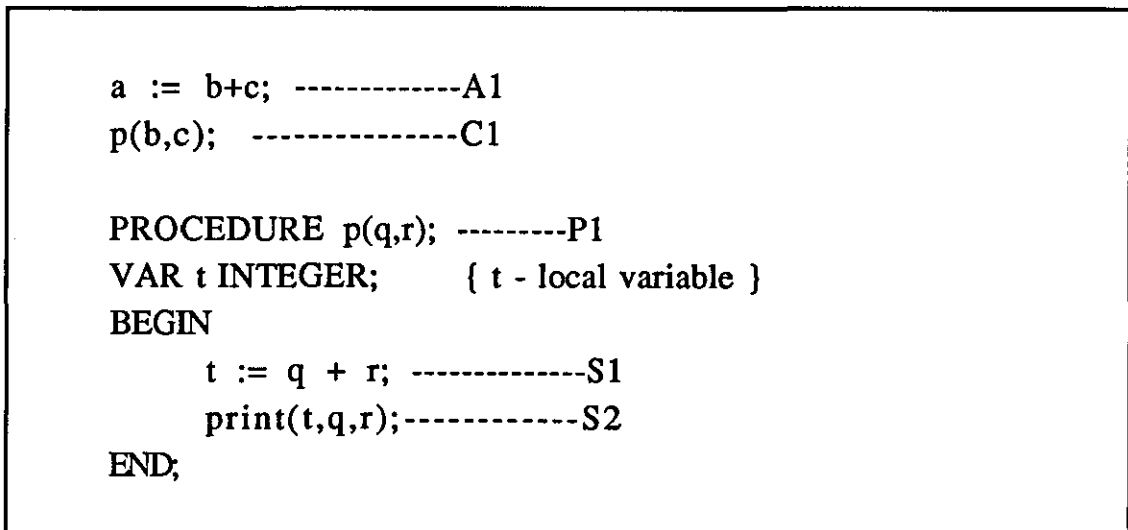 a := b+c; -------------A1
p(b,c); ----------------C1
PROCEDURE p(q,r); ---------P1
VAR t INTEGER; { t - local variable }
BEGIN
t := q + r; --------------S1
print(t,q,r);------------S2
END;